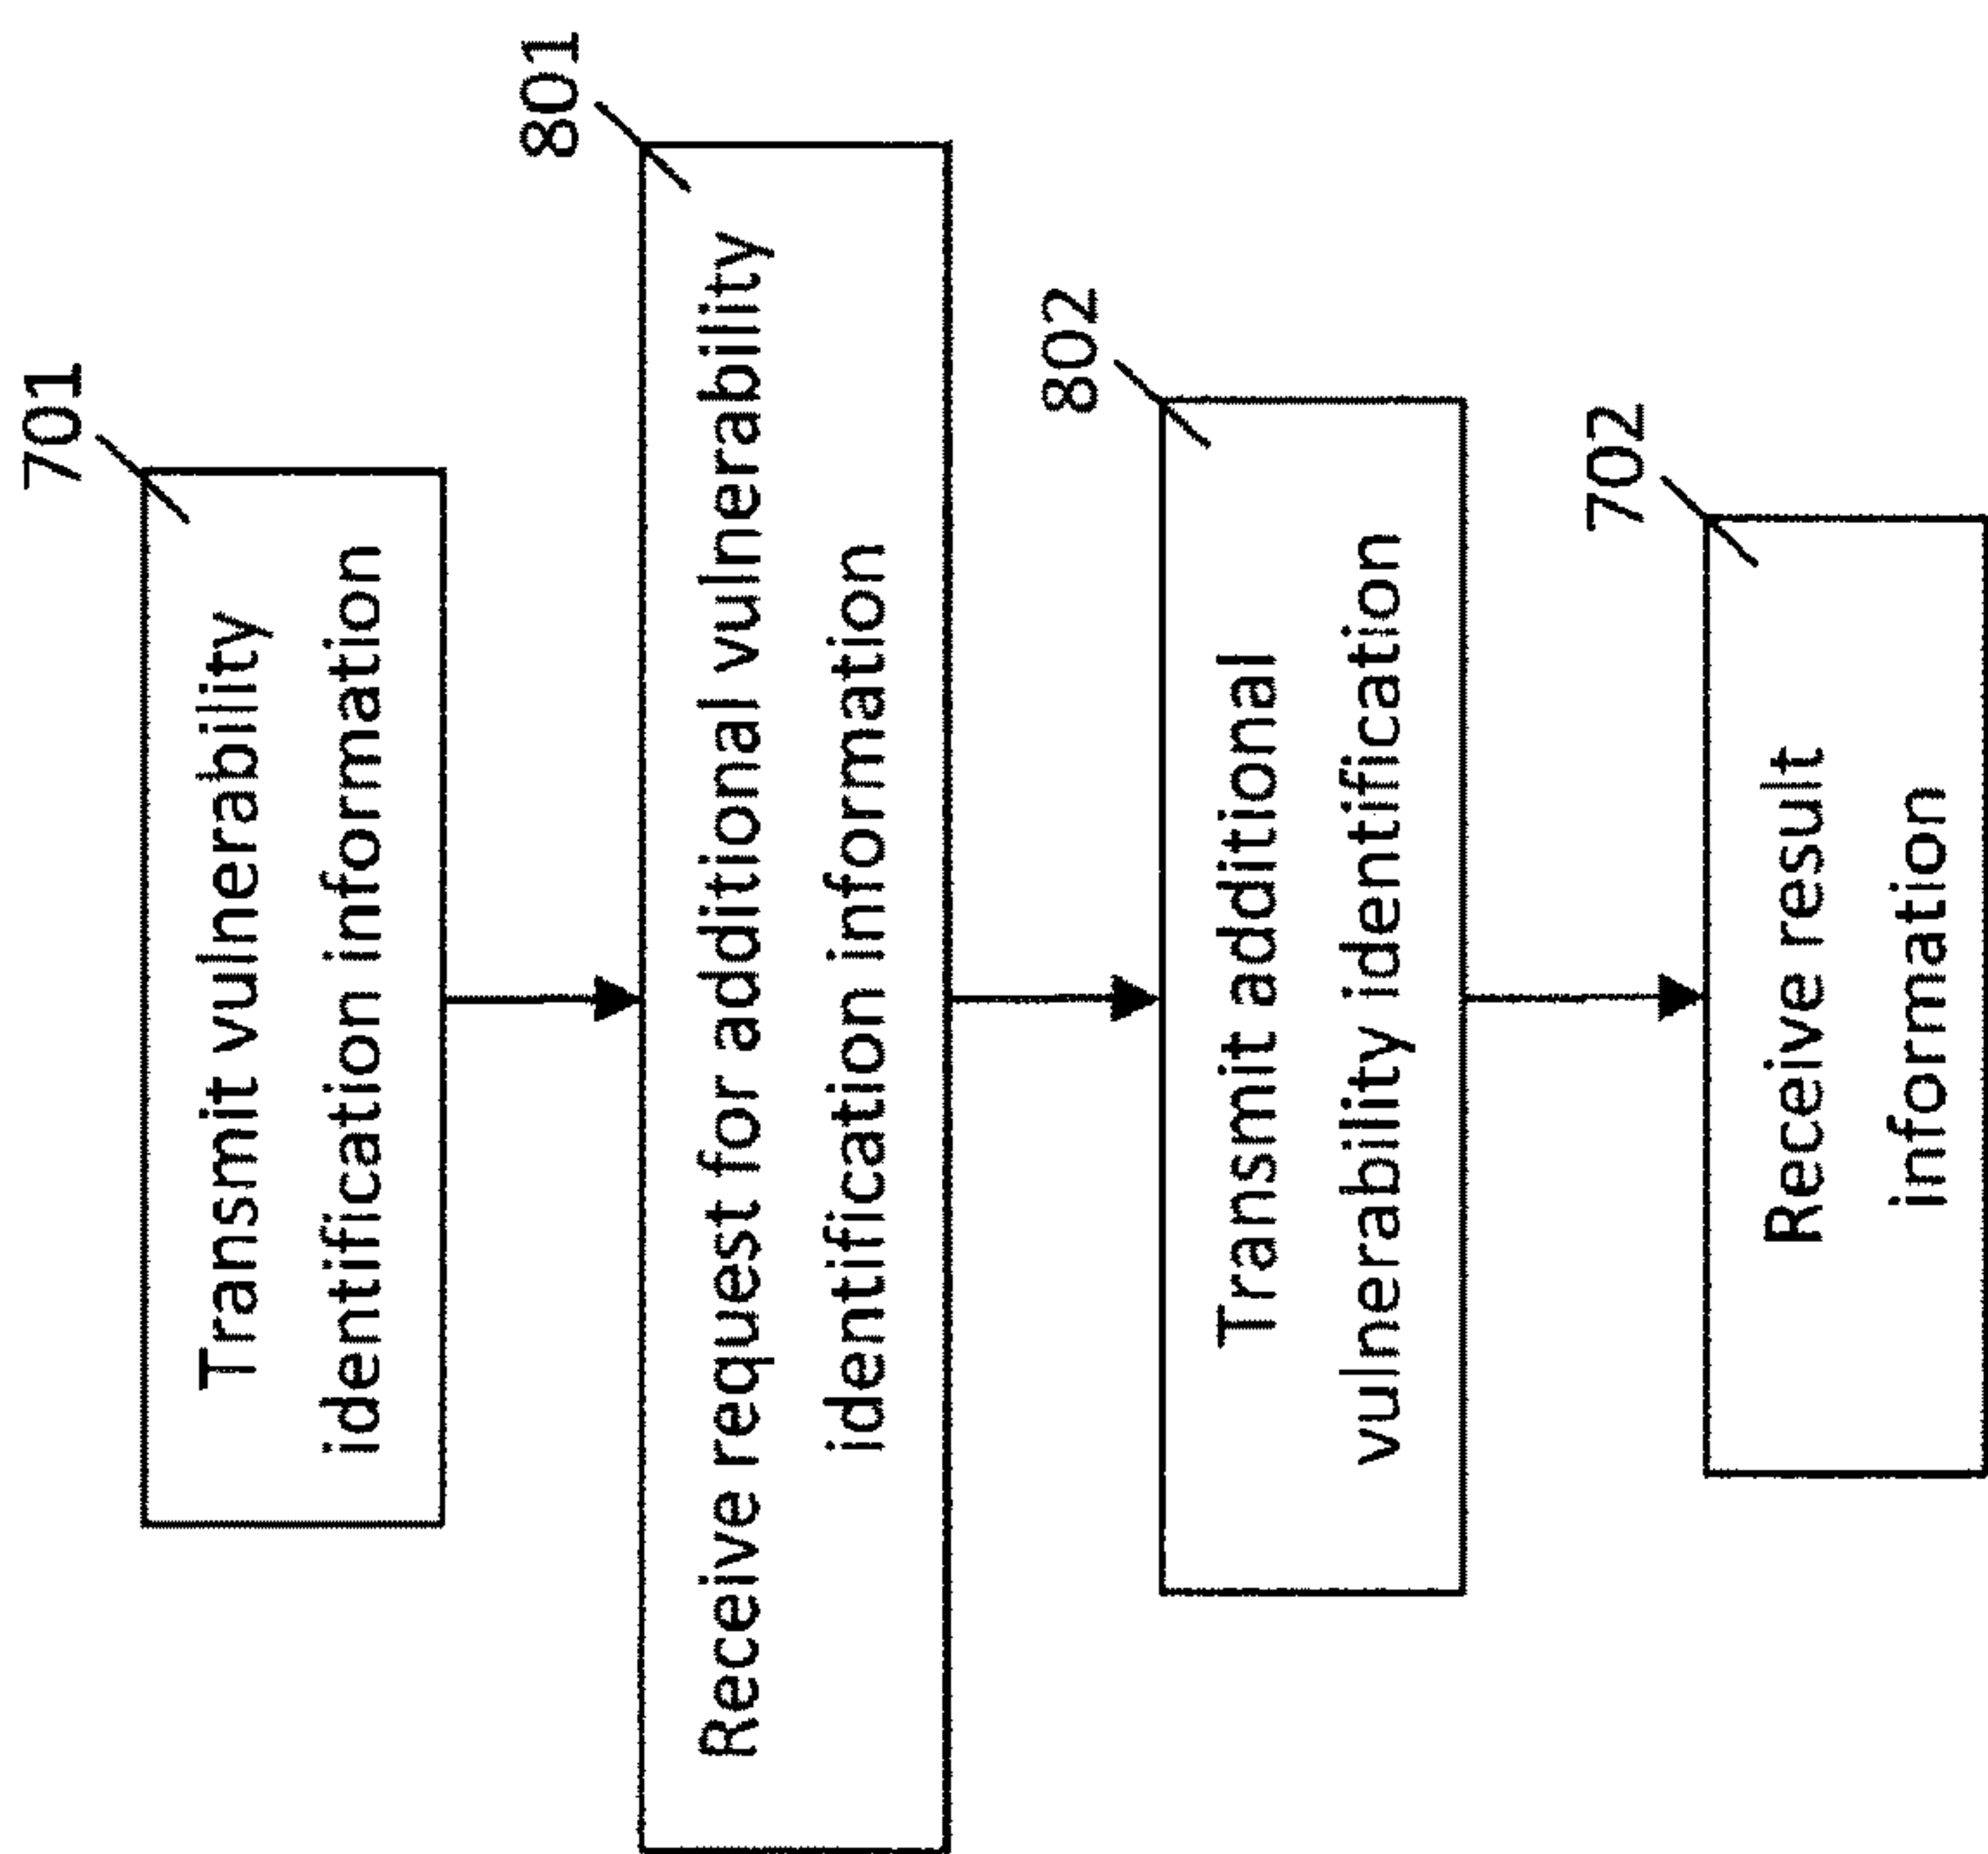 701
Transmit vulnerability
identification information
801
Receive request for additional vulnerability
identification information
802
Transmit additional
vulnerability identification
702
Receive result
information